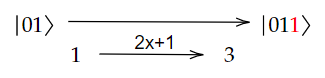 |01⟩ ⟶ |011⟩
1 2x+1 ⟶ 3